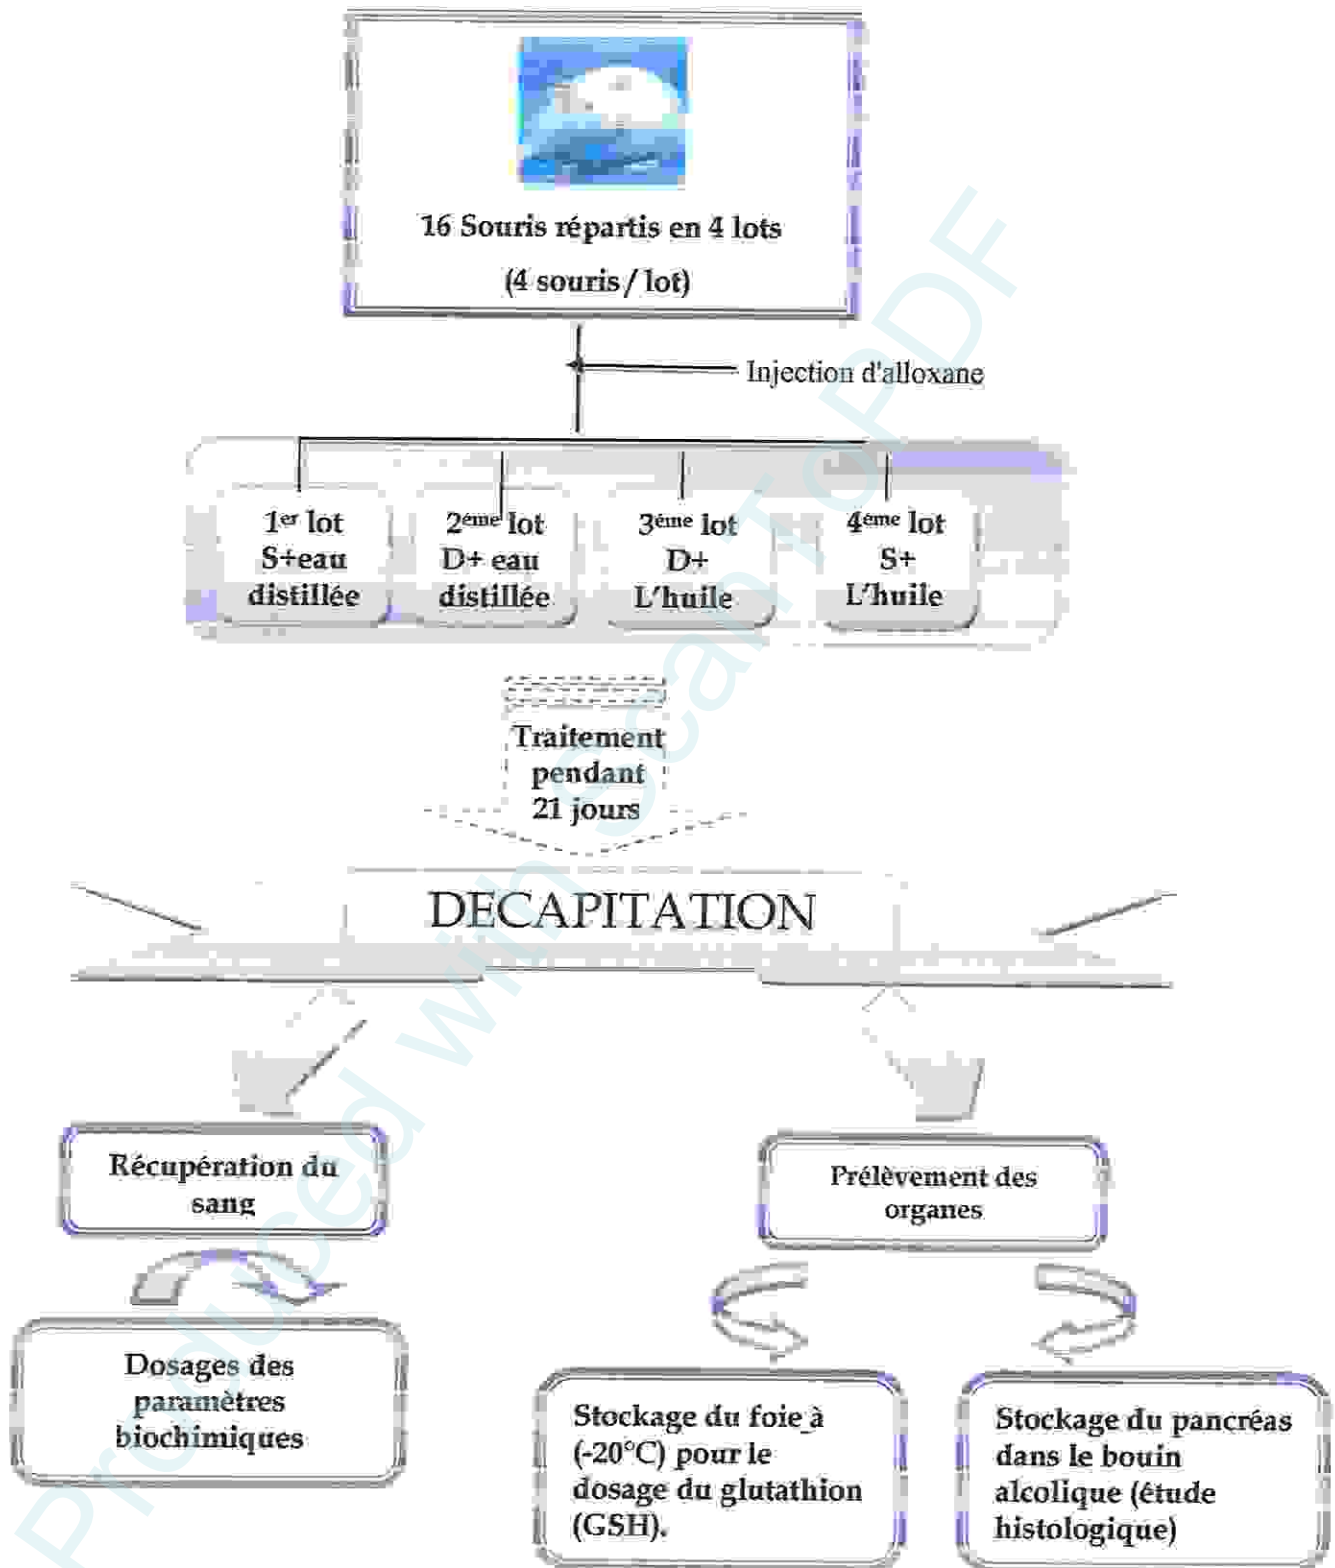 16 Souris répartis en 4 lots
(4 souris / lot)
Injection d'alloxane
1er lot
S+eau
distillée
2éme lot
D+ eau
distillée
3éme lot
D+
L'huile
4éme lot
S+
L'huile
Traitement
pendant
21 jours
DECAPITATION
Récupération du
sang
Prélèvement des
organes
Dosages des
paramètres
biochimiques
Stockage du foie à
(-20°C) pour le
dosage du glutathion
(GSH).
Stockage du pancréas
dans le bouin
alcolique (étude
histologique)
Produced with ScanToPDF